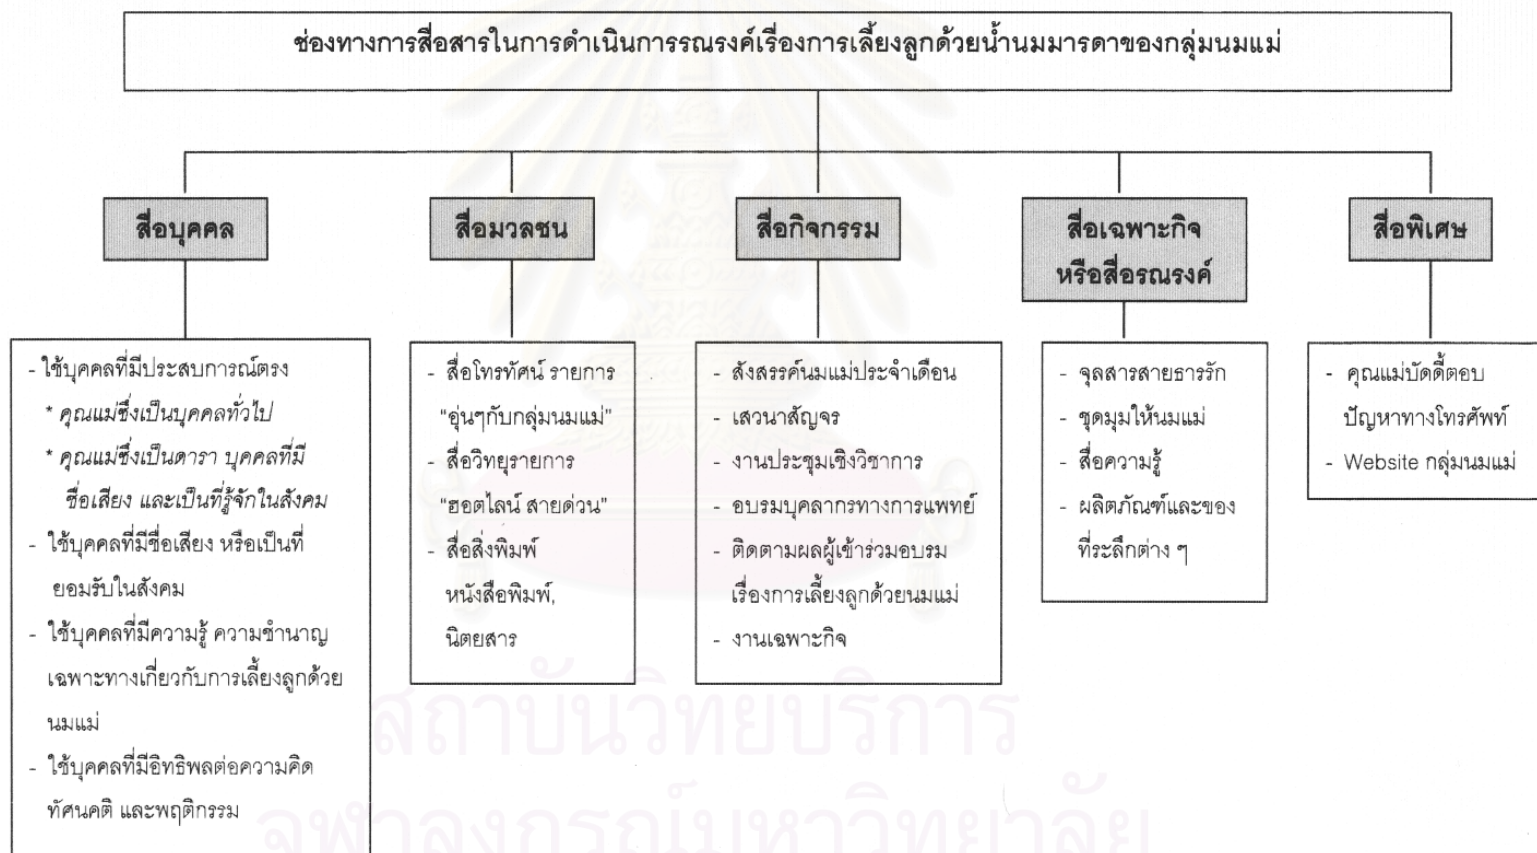 ช่องทางการสื่อสารในการดำเนินการรณรงค์เรื่องการเลี้ยงลูกด้วยน้ำนมมารดาของกลุ่มนมแม่
สื่อบุคคล
- ใช้บุคคลที่มีประสบการณ์ตรง
* คุณแม่ซึ่งเป็นบุคคลทั่วไป
* คุณแม่ซึ่งเป็นดารา บุคคลที่มี
ชื่อเสียง และเป็นที่รู้จักในสังคม
- ใช้บุคคลที่มีชื่อเสียง หรือเป็นที่
ยอมรับในสังคม
- ใช้บุคคลที่มีความรู้ ความชำนาญ
เฉพาะทางเกี่ยวกับการเลี้ยงลูกด้วย
นมแม่
- ใช้บุคคลที่มีอิทธิพลต่อความคิด
ทัศนคติ และพฤติกรรม
สื่อมวลชน
- สื่อโทรทัศน์ รายการ
"อุ่นๆกับกลุ่มนมแม่"
- สื่อวิทยุรายการ
"ฮอตไลน์ สายด่วน"
- สื่อสิ่งพิมพ์
หนังสือพิมพ์,
นิตยสาร
สื่อกิจกรรม
- สังสรรค์นมแม่ประจำเดือน
- เสวนาสัญจร
- งานประชุมเชิงวิชาการ
- อบรมบุคลากรทางการแพทย์
- ติดตามผลผู้เข้าร่วมอบรม
เรื่องการเลี้ยงลูกด้วยนมแม่
- งานเฉพาะกิจ
สื่อเฉพาะกิจ
หรือสื่อรณรงค์
- จุลสารสายธารรัก
- ชุดมุมให้นมแม่
- สื่อความรู้
- ผลิตภัณฑ์และของ
ที่ระลึกต่าง ๆ
สื่อพิเศษ
- คุณแม่บัดดี้ตอบ
ปัญหาทางโทรศัพท์
- Website กลุ่มนมแม่
สถาบันวิทยบริการ
จุฬาลงกรณ์มหาวิทยาลัย